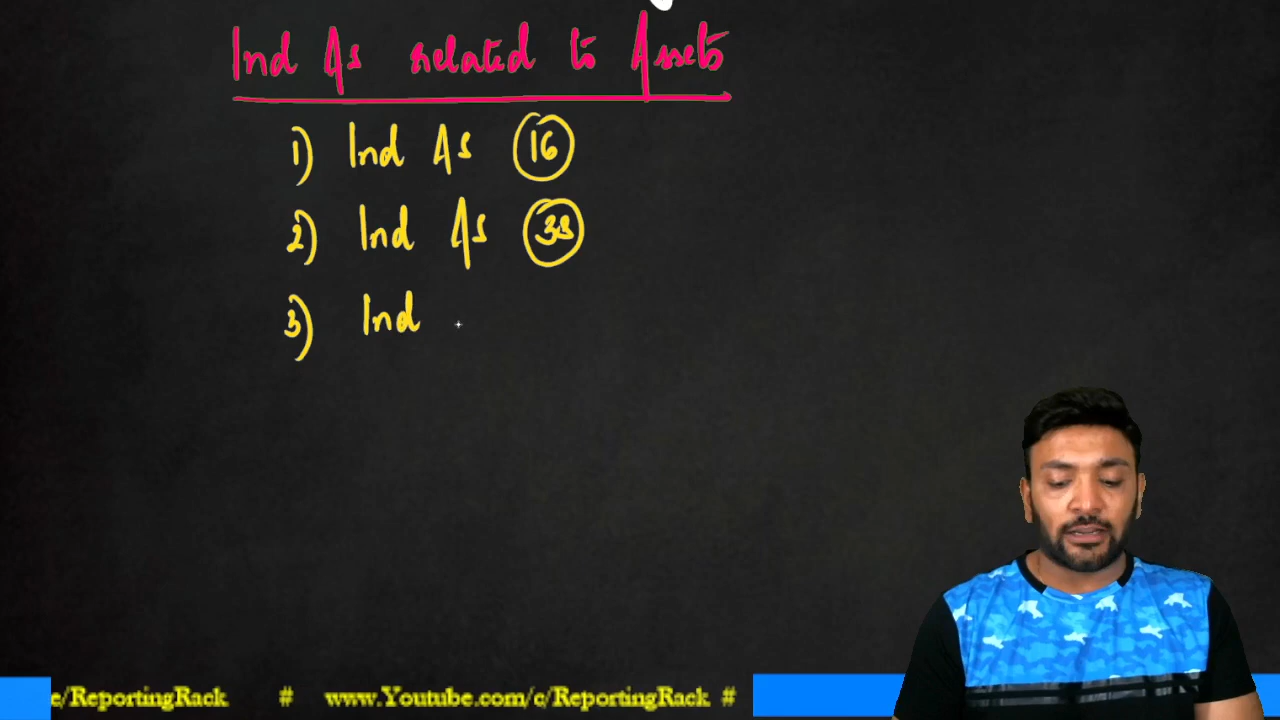 Ind As related to Assets
1) Ind As 16
2) Ind As 38
3) Ind
e/ReportingRack # www.Youtube.com/c/ReportingRack #